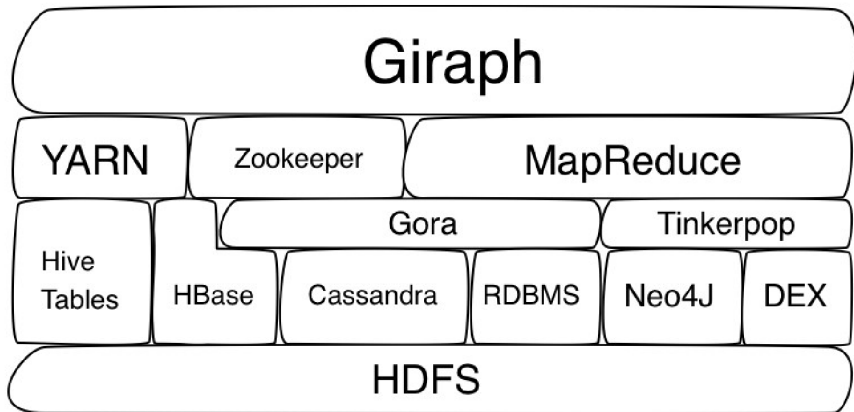 Giraph
YARN
Zookeeper
MapReduce
Gora
Tinkerpop
Hive
Tables
HBase
Cassandra
RDBMS
Neo4J
DEX
HDFS